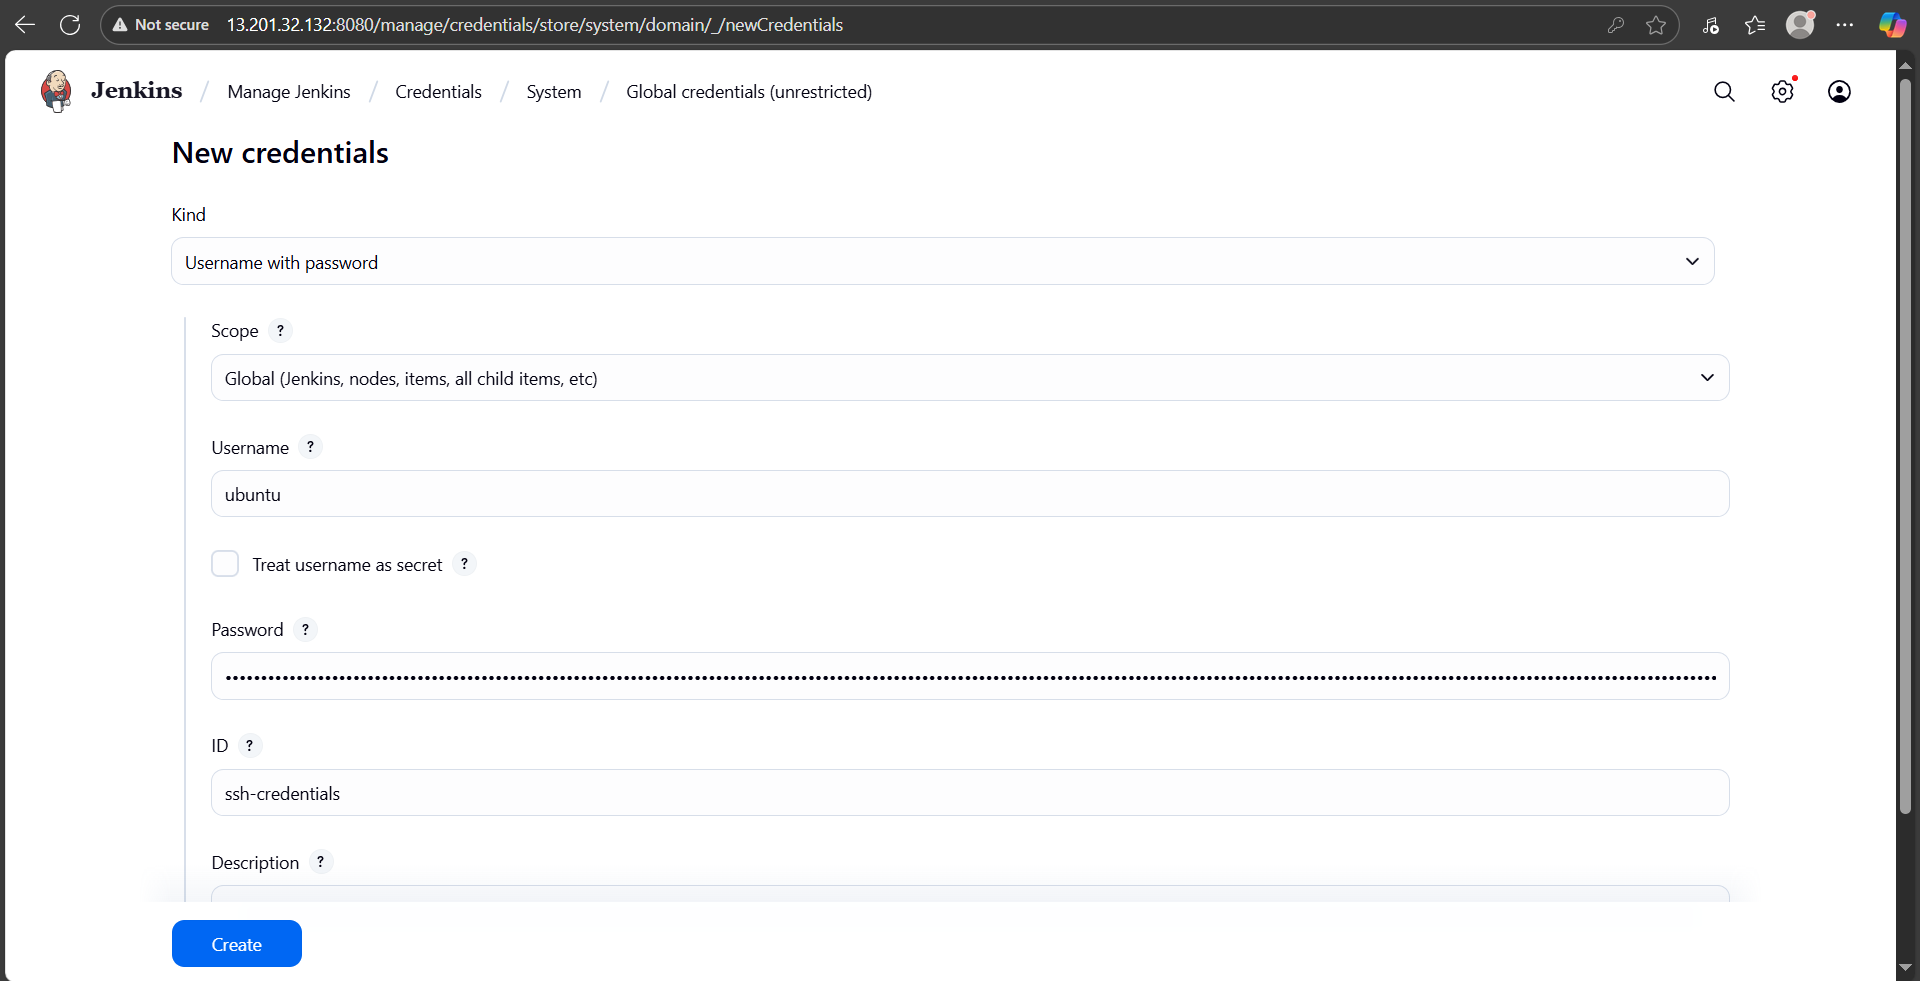 Not secure 13.201.32.132:8080/manage/credentials/store/system/domain/_/newCredentials
Jenkins / Manage Jenkins / Credentials / System / Global credentials (unrestricted)
New credentials
Kind
Username with password
Scope ?
Global (Jenkins, nodes, items, all child items, etc)
Username ?
ubuntu
Treat username as secret ?
Password ?
ID ?
ssh-credentials
Description ?
Create